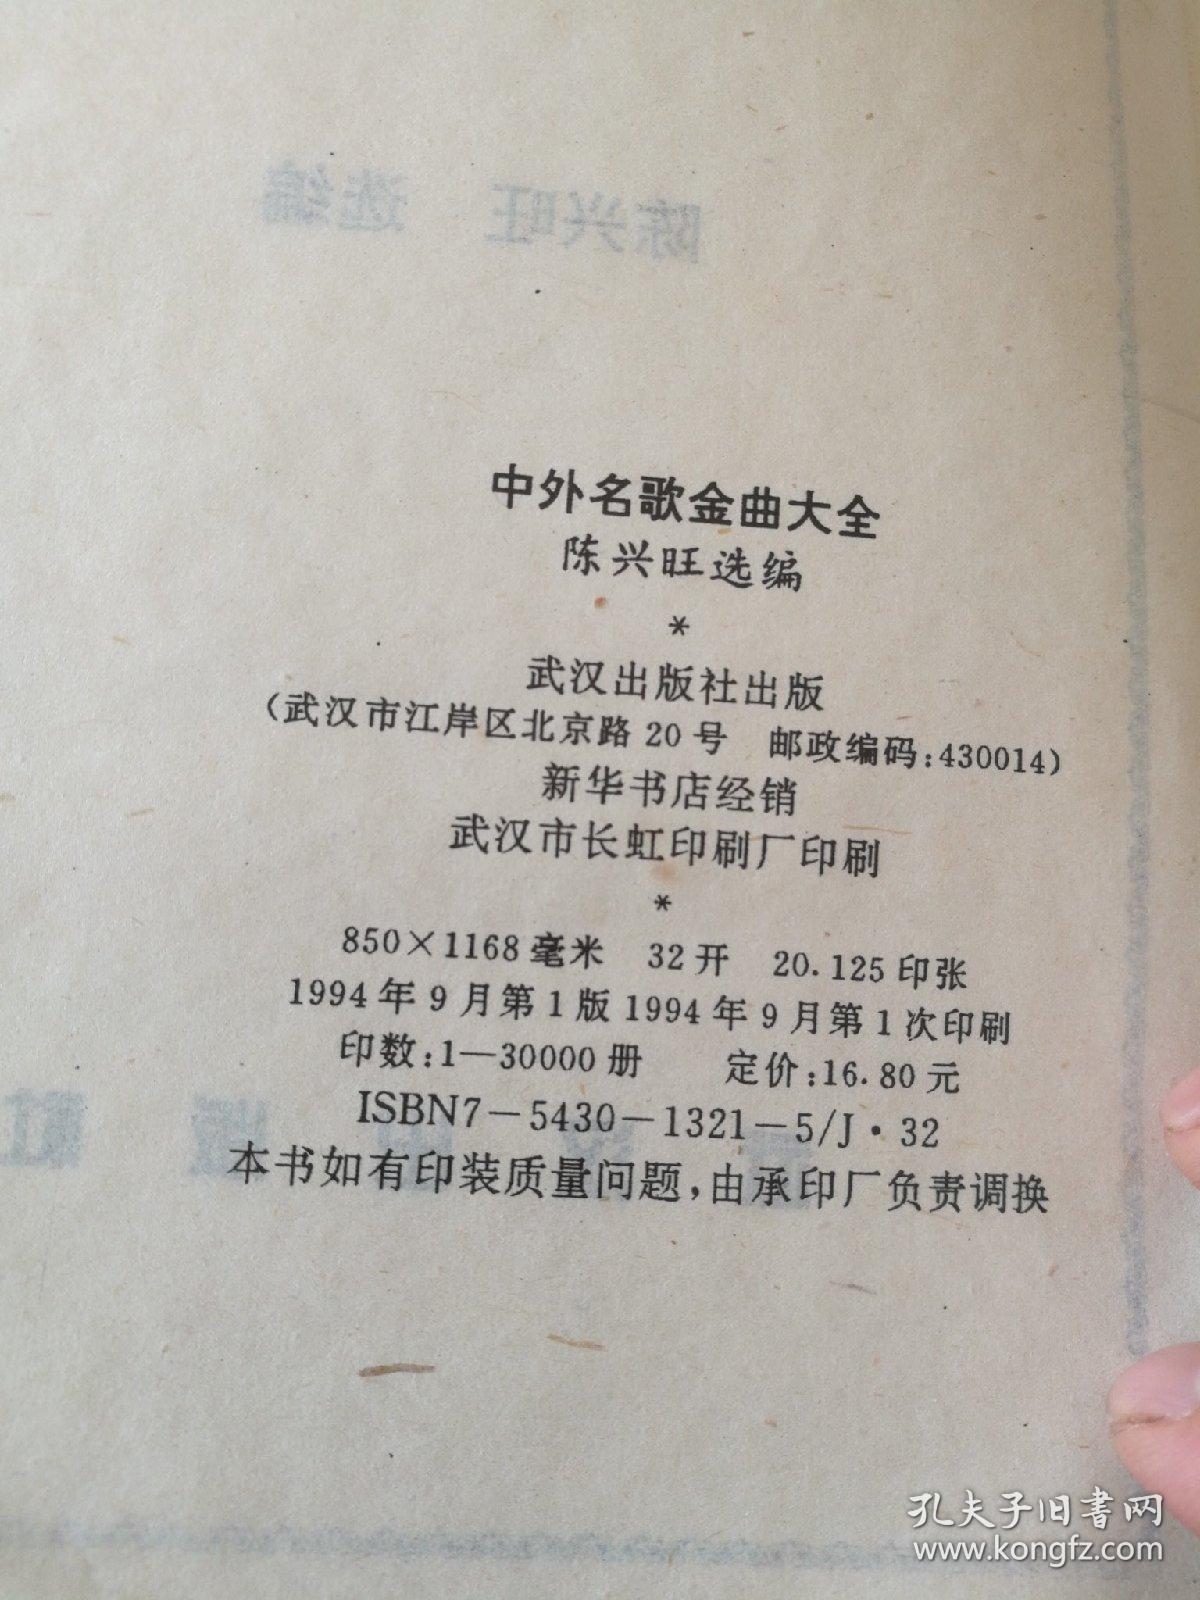 陈兴旺 选编
中外名歌金曲大全
陈兴旺选编
*
武汉出版社出版
(武汉市江岸区北京路20号 邮政编码:430014)
新华书店经销
武汉市长虹印刷厂印刷
*
850×1168毫米 32开 20.125印张
1994年9月第1版1994年9月第1次印刷
印数:1—30000册 定价:16.80元
ISBN7-5430-1321-5/J·32
本书如有印装质量问题,由承印厂负责调换
孔夫子旧书网
www.kongfz.com